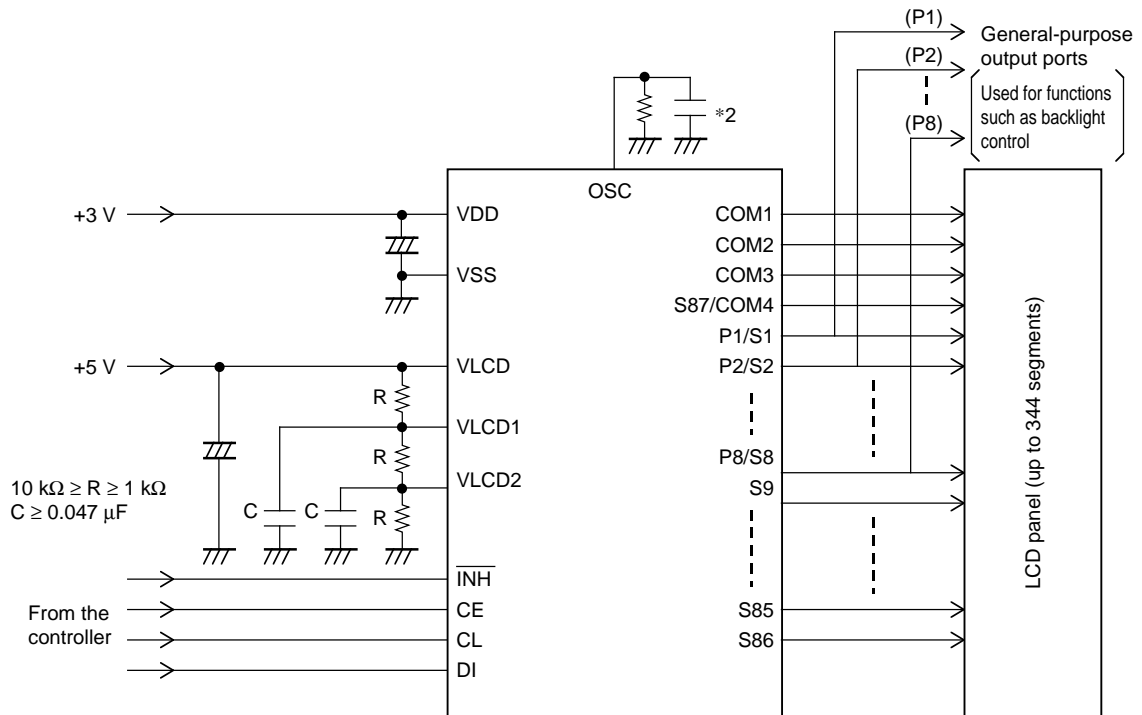 (P1)
General-purpose
output ports
(P2)
Used for functions
such as backlight
control
(P8)
*2
OSC
+3 V
VDD
VSS
+5 V
VLCD
R
VLCD1
R
VLCD2
R
C
C
10 kΩ ≥ R ≥ 1 kΩ
C ≥ 0.047 μF
INH
CE
CL
DI
From the
controller
COM1
COM2
COM3
S87/COM4
P1/S1
P2/S2
P8/S8
S9
S85
S86
LCD panel (up to 344 segments)